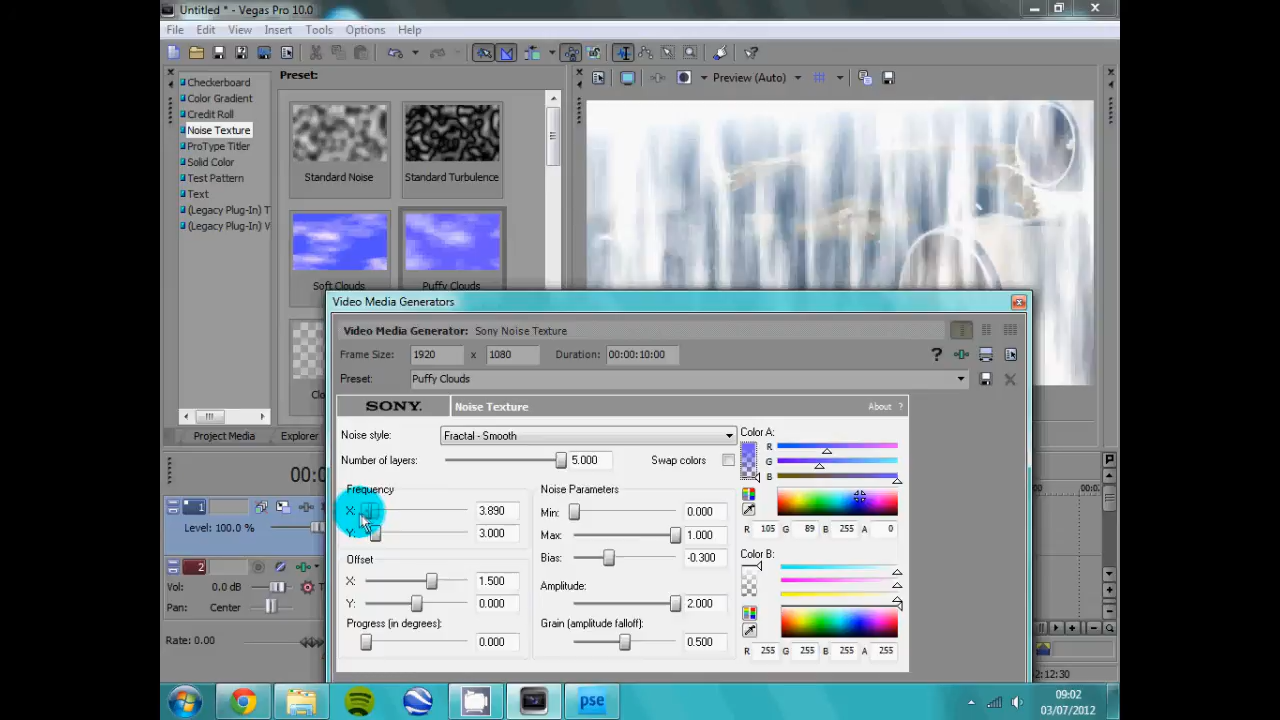 Untitled * - Vegas Pro 10.0
File Edit View Insert Tools Options Help
Checkerboard
Color Gradient
Credit Roll
Noise Texture
ProType Titler
Solid Color
Test Pattern
Text
(Legacy Plug-In) T
(Legacy Plug-In) V
Preset:
Standard Noise
Standard Turbulence
Soft Clouds
Puffy Clouds
Preview (Auto)
Project Media
Explorer
Video Media Generators
Video Media Generator: Sony Noise Texture
Frame Size: 1920 x 1080 Duration: 00:00:10:00
Preset: Puffy Clouds
SONY. Noise Texture About ?
Noise style: Fractal - Smooth
Number of layers: 5.000 Swap colors
Frequency
X: 3.890
Y: 3.000
Offset
X: 1.500
Y: 0.000
Progress (in degrees):
0.000
Noise Parameters
Min: 0.000
Max: 1.000
Bias: -0.300
Amplitude:
2.000
Grain (amplitude falloff):
0.500
Color A:
R
G
B
R 105 G 89 B 255 A 0
Color B:
R 255 G 255 B 255 A 255
1
Level: 100.0 %
2
Vol: 0.0 dB
Pan: Center
Rate: 0.00
pse
09:02
03/07/2012